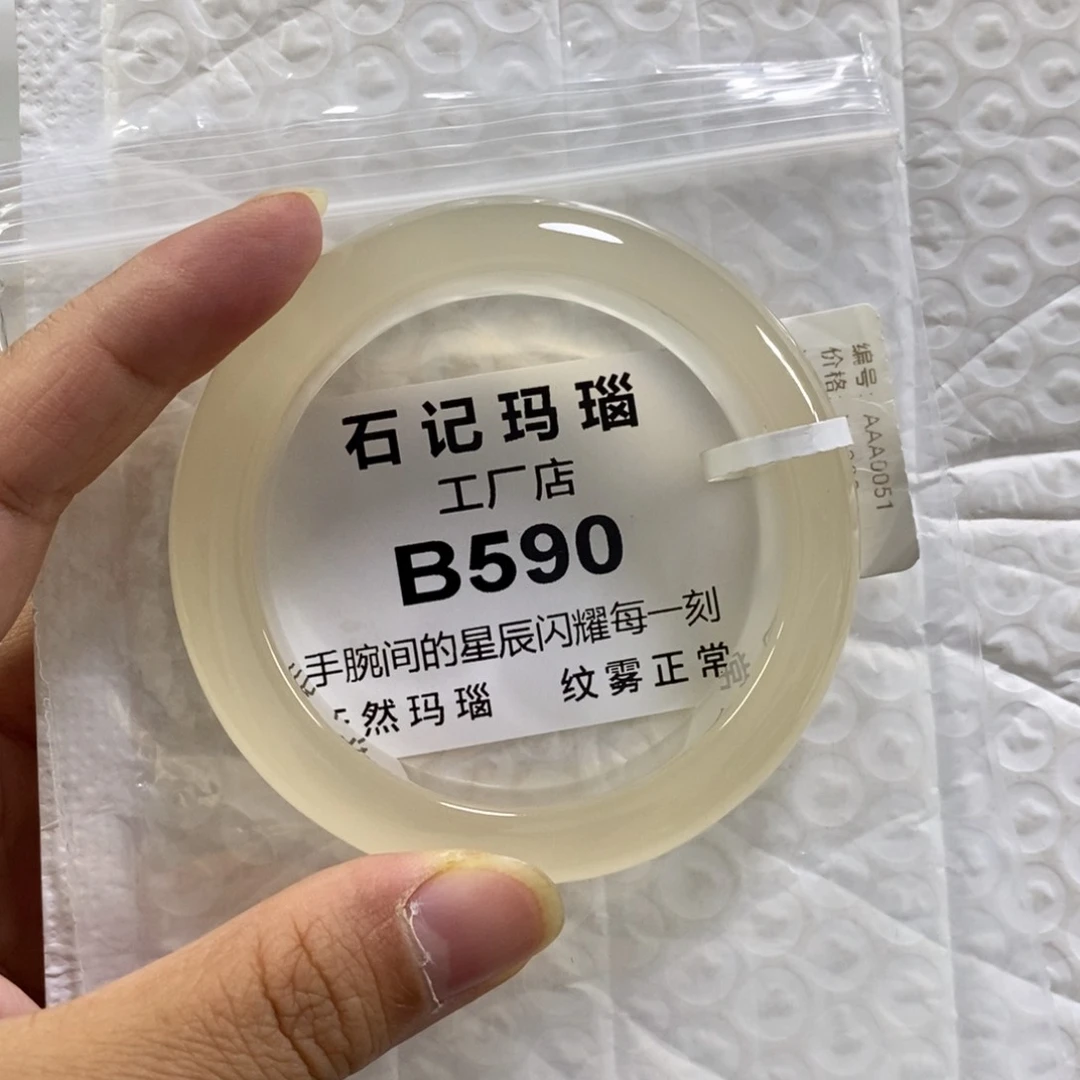 石记玛瑙
工厂店
B590
手腕间的星辰闪耀每一刻
然玛瑙 纹雾正常
编号: AAA0051
价格: